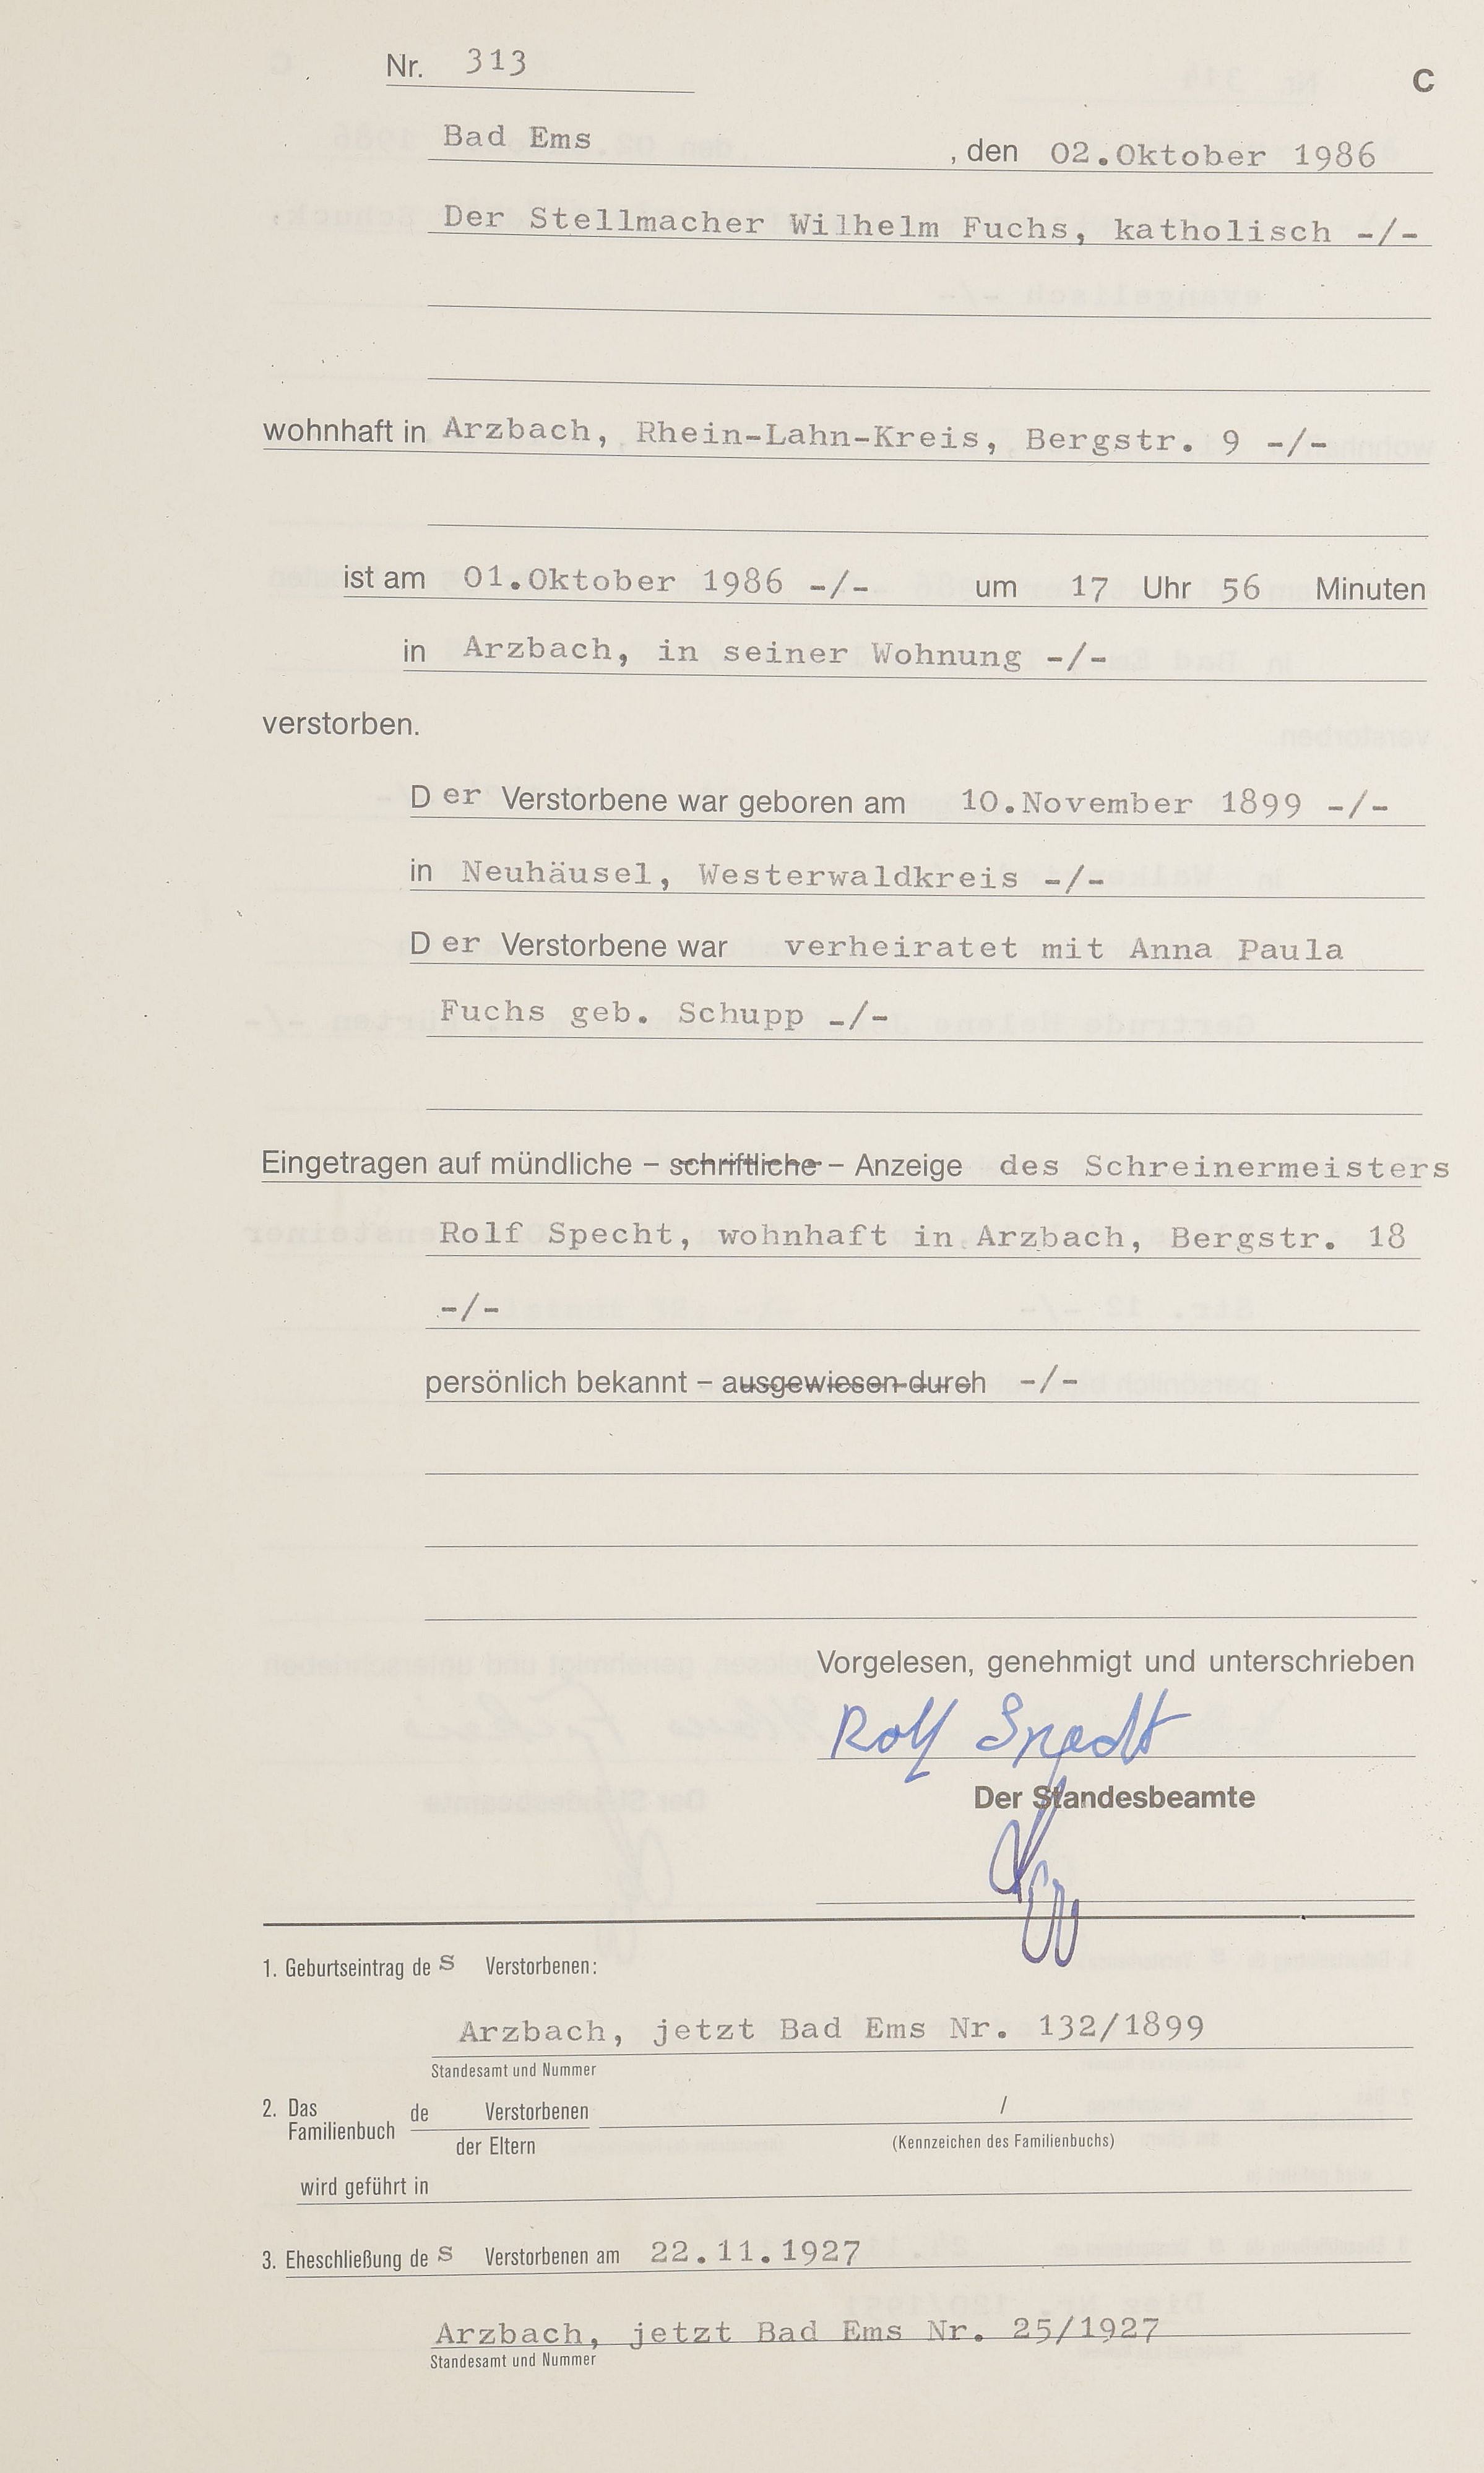 Nr. 313
C
Bad Ems , den 02.Oktober 1986
Der Stellmacher Wilhelm Fuchs, katholisch -/-
wohnhaft in Arzbach, Rhein-Lahn-Kreis, Bergstr. 9 -/-
ist am 01.Oktober 1986 -/- um 17 Uhr 56 Minuten
in Arzbach, in seiner Wohnung -/-
verstorben.
Der Verstorbene war geboren am 10.November 1899 -/-
in Neuhäusel, Westerwaldkreis -/-
Der Verstorbene war verheiratet mit Anna Paula
Fuchs geb. Schupp -/-
Eingetragen auf mündliche – schriftliche – Anzeige des Schreinermeisters
Rolf Specht, wohnhaft in Arzbach, Bergstr. 18
-/-
persönlich bekannt – ausgewiesen durch -/-
Vorgelesen, genehmigt und unterschrieben
Rolf Specht
Der Standesbeamte
1. Geburtseintrag des Verstorbenen:
Arzbach, jetzt Bad Ems Nr. 132/1899
Standesamt und Nummer
2. Das Familienbuch de Verstorbenen /
der Eltern (Kennzeichen des Familienbuchs)
wird geführt in
3. Eheschließung des Verstorbenen am 22.11.1927
Arzbach, jetzt Bad Ems Nr. 25/1927
Standesamt und Nummer